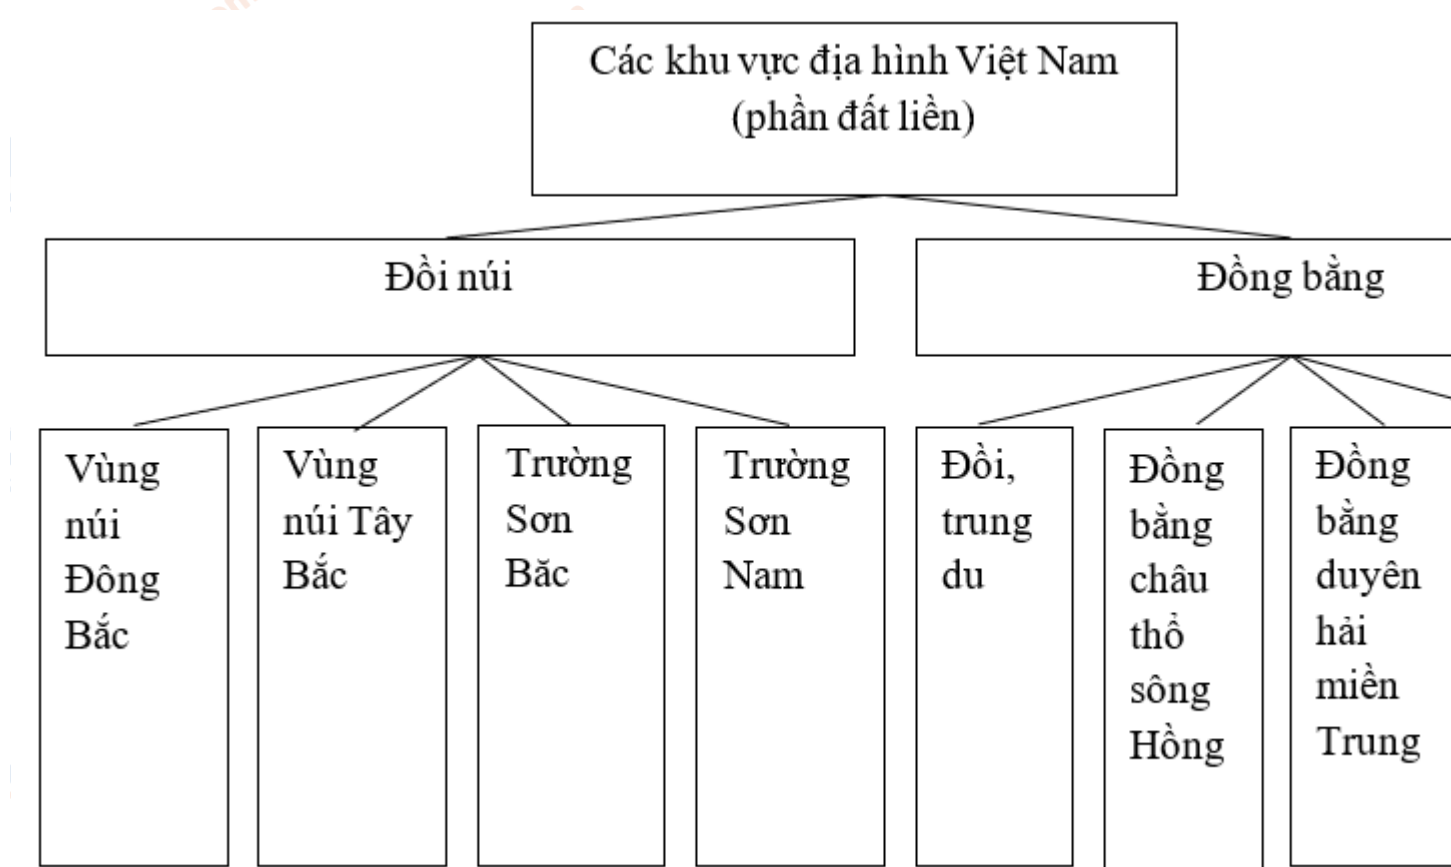 Các khu vực địa hình Việt Nam
(phần đất liền)
Đồi núi
Đồng bằng
Vùng
núi
Đông
Bắc
Vùng
núi Tây
Bắc
Trường
Sơn
Băc
Trường
Sơn
Nam
Đồi,
trung
du
Đồng
bằng
châu
thổ
sông
Hồng
Đồng
bằng
duyên
hải
miền
Trung